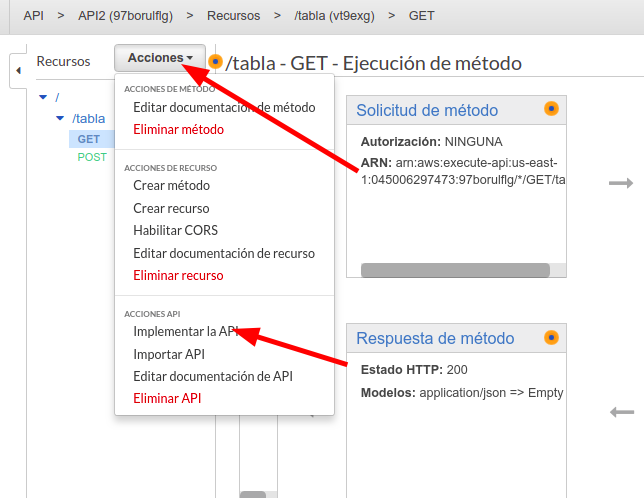 API > API2 (97borulflg) > Recursos > /tabla (vt9exg) > GET
Recursos
Acciones
/tabla - GET - Ejecución de método
/
/tabla
GET
POST
ACCIONES DE MÉTODO
Editar documentación de método
Eliminar método
ACCIONES DE RECURSO
Crear método
Crear recurso
Habilitar CORS
Editar documentación de recurso
Eliminar recurso
ACCIONES API
Implementar la API
Importar API
Editar documentación de API
Eliminar API
Solicitud de método
Autorización: NINGUNA
ARN: arn:aws:execute-api:us-east-
1:045006297473:97borulflg/*/GET/ta
Respuesta de método
Estado HTTP: 200
Modelos: application/json => Empty